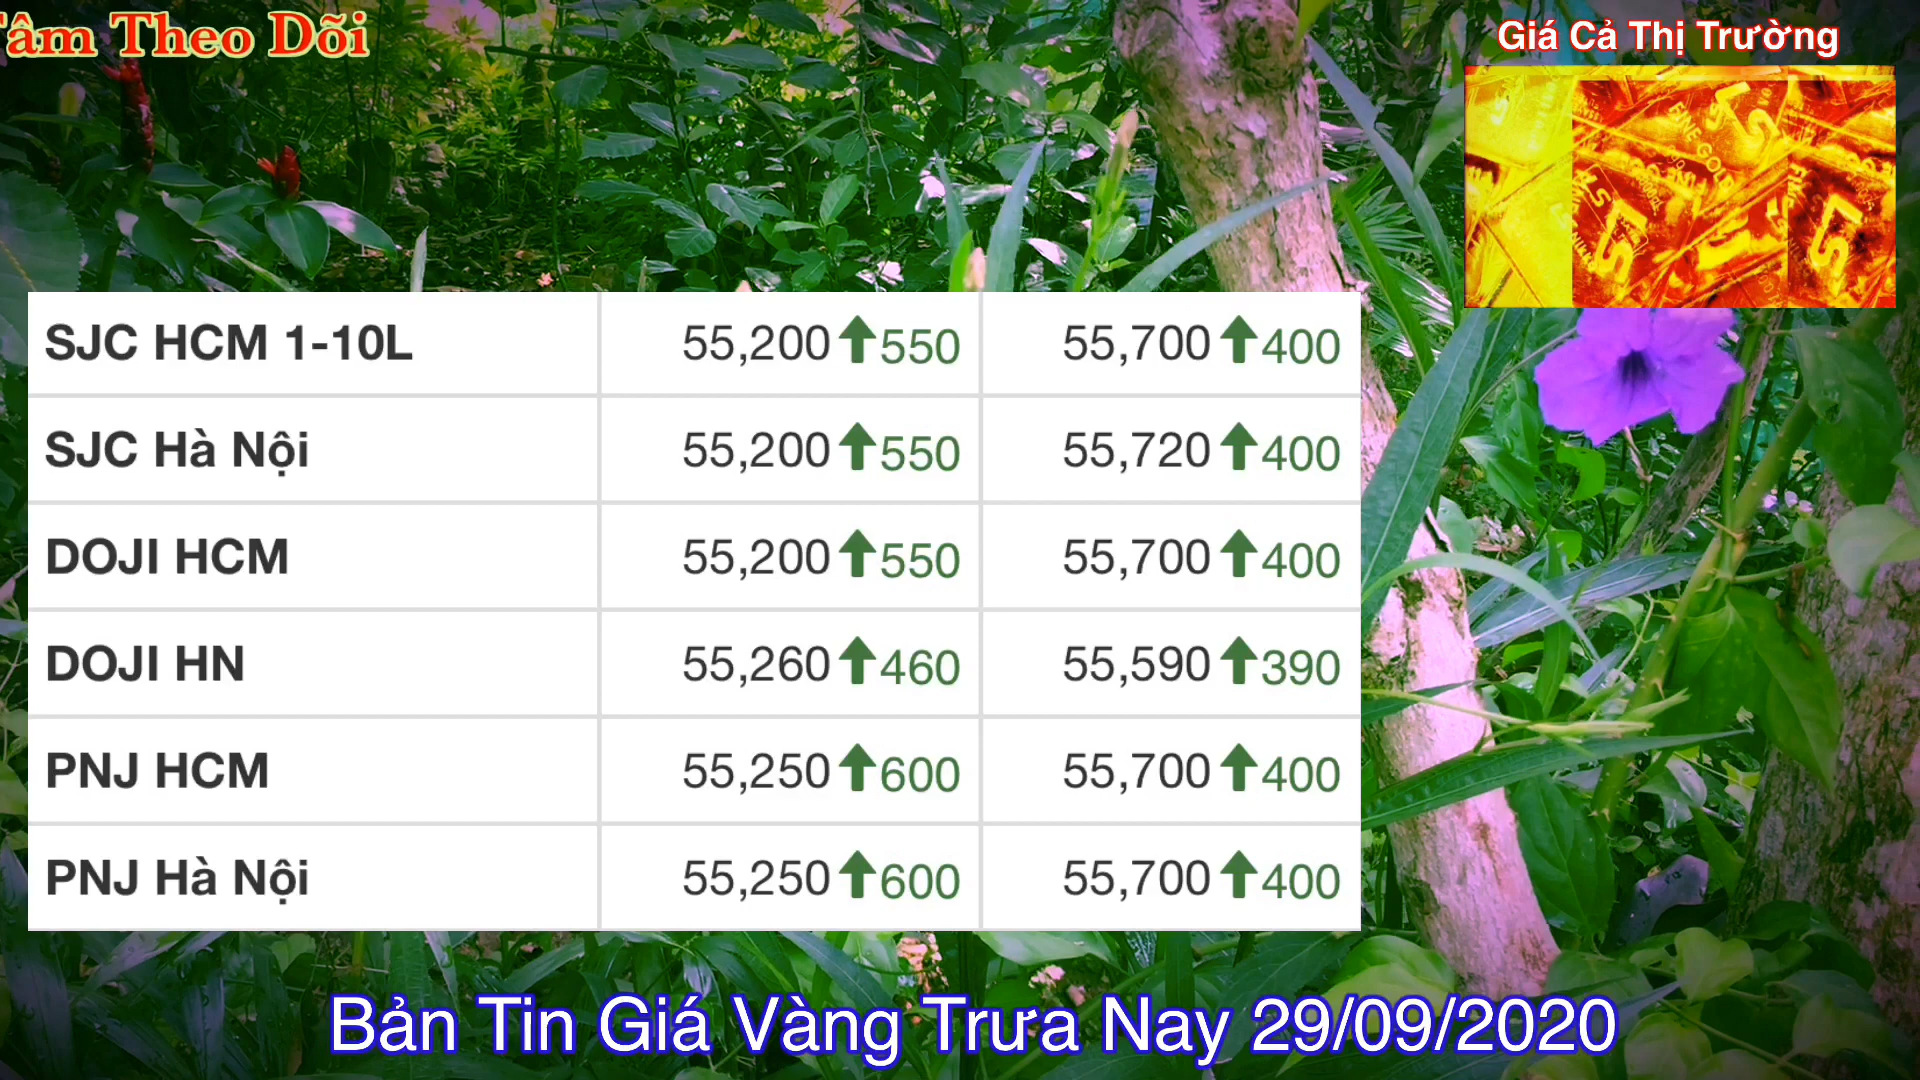 Tâm Theo Dõi
Giá Cả Thị Trường
FINE GOLD
SJC HCM 1-10L 55,200 550 55,700 400
SJC Hà Nội 55,200 550 55,720 400
DOJI HCM 55,200 550 55,700 400
DOJI HN 55,260 460 55,590 390
PNJ HCM 55,250 600 55,700 400
PNJ Hà Nội 55,250 600 55,700 400
Bản Tin Giá Vàng Trưa Nay 29/09/2020